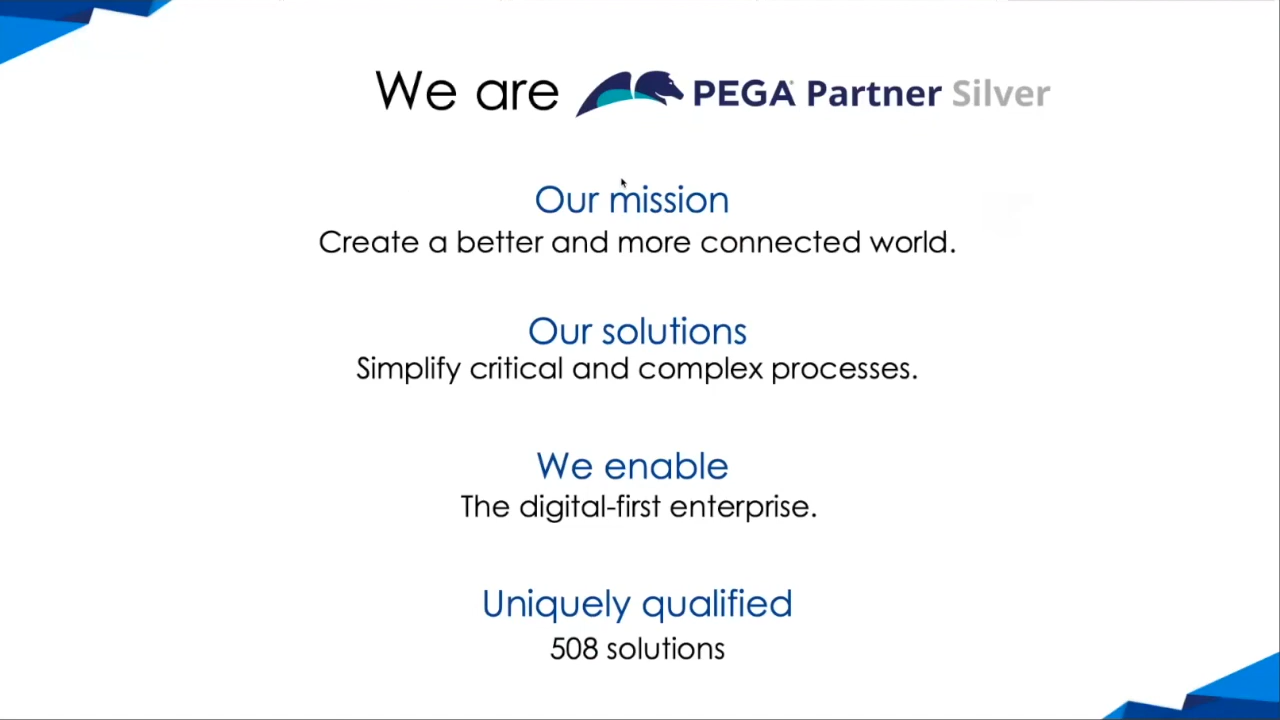 We are PEGA Partner Silver
Our mission
Create a better and more connected world.
Our solutions
Simplify critical and complex processes.
We enable
The digital-first enterprise.
Uniquely qualified
508 solutions